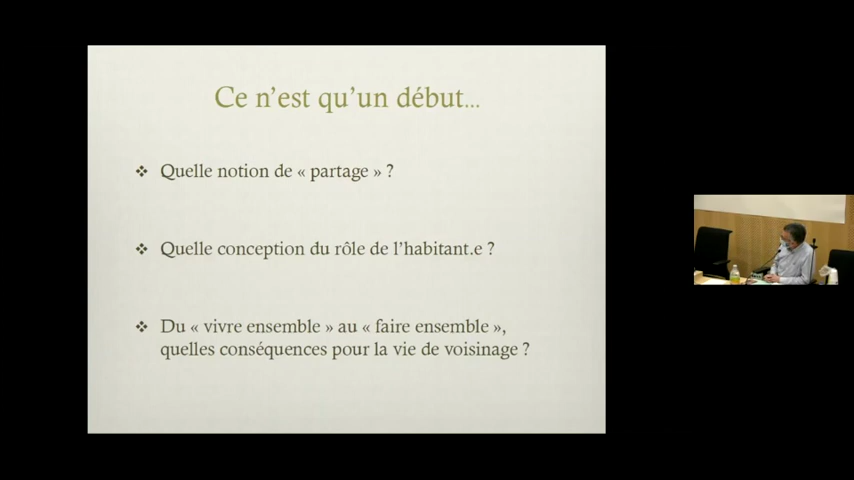 Ce n'est qu'un début...
❖ Quelle notion de « partage » ?
❖ Quelle conception du rôle de l'habitant.e ?
❖ Du « vivre ensemble » au « faire ensemble »,
quelles conséquences pour la vie de voisinage ?